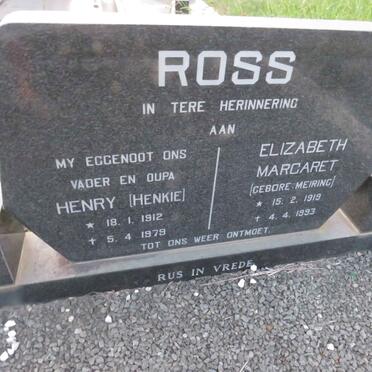 ROSS
IN TERE HERINNERING
AAN
MY EGGENOOT ONS
VADER EN OUPA
HENRY [HENKIE]
* 18. 1. 1912
+ 5. 4. 1979
ELIZABETH
MARGARET
[GEBORE: MEIRING]
* 15. 2. 1919
+ 4. 4. 1993
TOT ONS WEER ONTMOET.
RUS IN VREDE